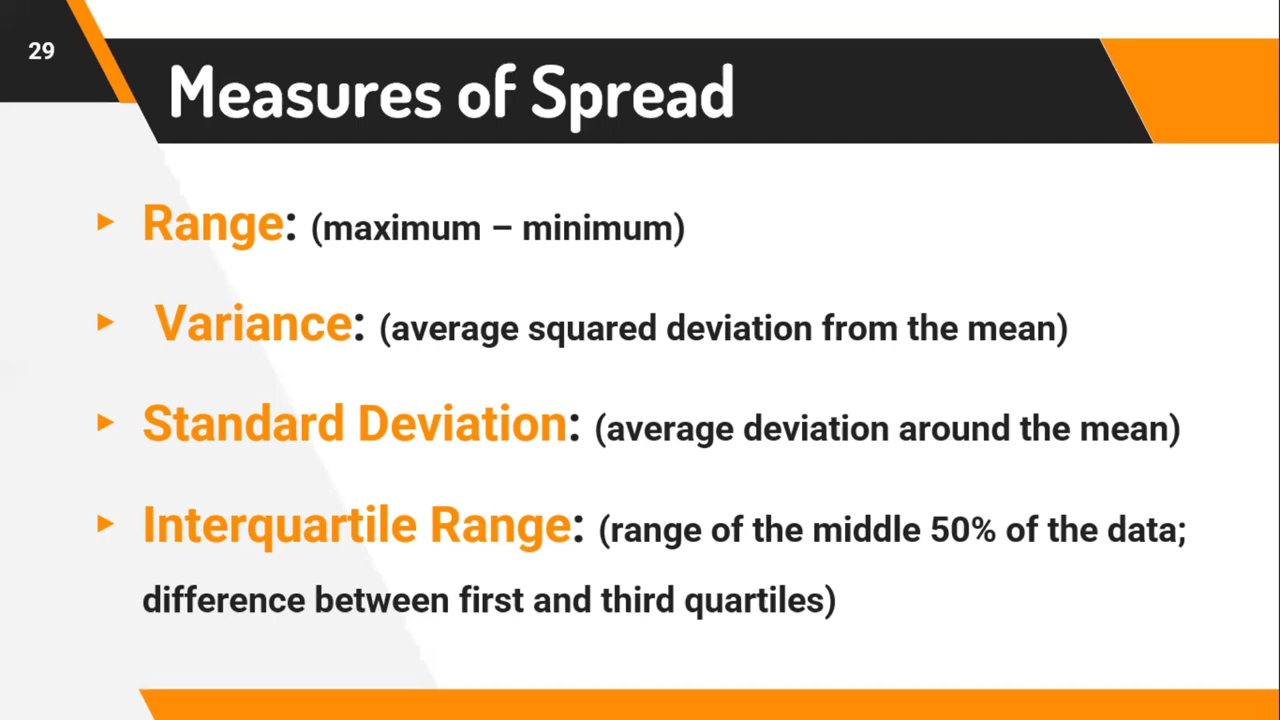 29
Measures of Spread
▸ Range: (maximum – minimum)
▸ Variance: (average squared deviation from the mean)
▸ Standard Deviation: (average deviation around the mean)
▸ Interquartile Range: (range of the middle 50% of the data;
difference between first and third quartiles)